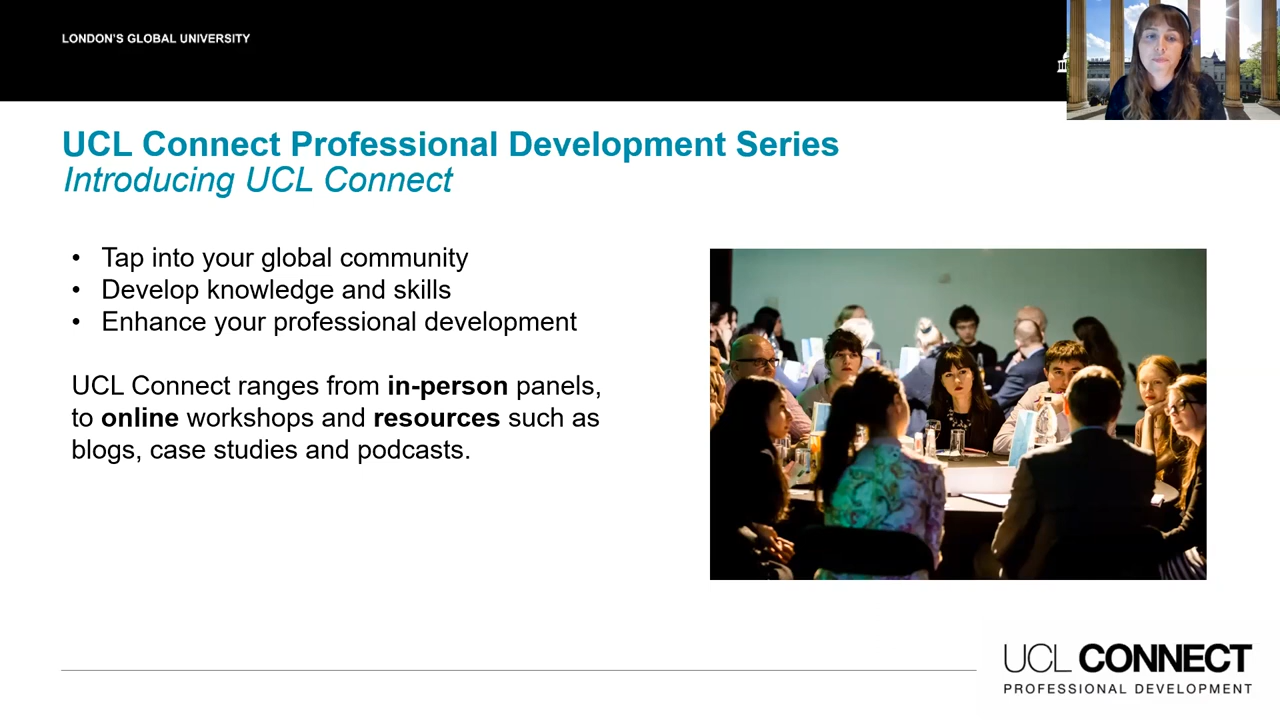 LONDON'S GLOBAL UNIVERSITY
UCL Connect Professional Development Series
Introducing UCL Connect
• Tap into your global community
• Develop knowledge and skills
• Enhance your professional development
UCL Connect ranges from in-person panels,
to online workshops and resources such as
blogs, case studies and podcasts.
UCL CONNECT
PROFESSIONAL DEVELOPMENT